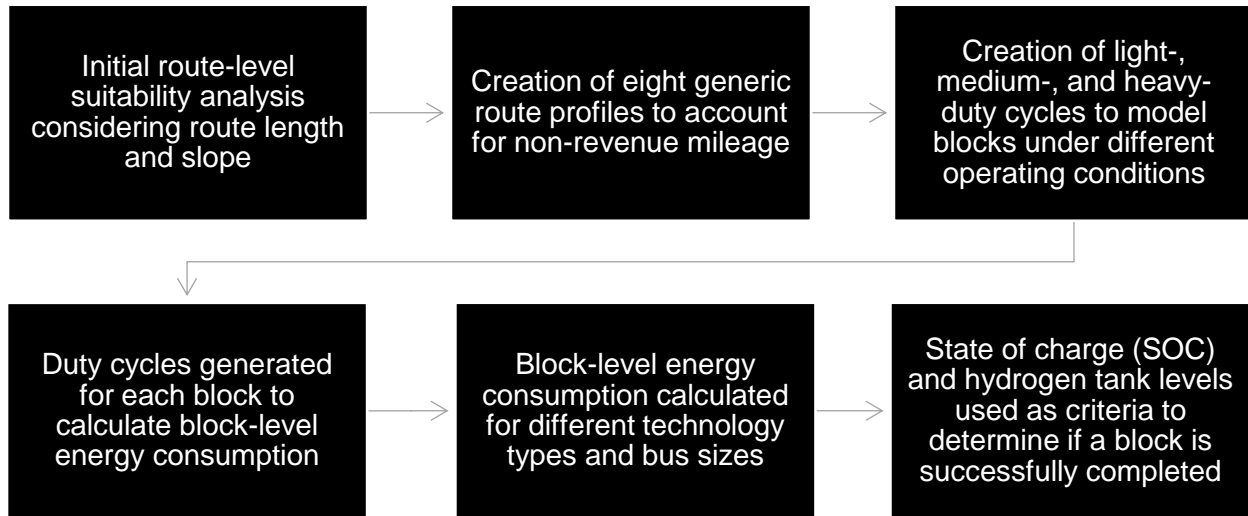 Initial route-level
suitability analysis
considering route length
and slope
Creation of eight generic
route profiles to account
for non-revenue mileage
Creation of light-,
medium-, and heavy-
duty cycles to model
blocks under different
operating conditions
Duty cycles generated
for each block to
calculate block-level
energy consumption
Block-level energy
consumption calculated
for different technology
types and bus sizes
State of charge (SOC)
and hydrogen tank levels
used as criteria to
determine if a block is
successfully completed